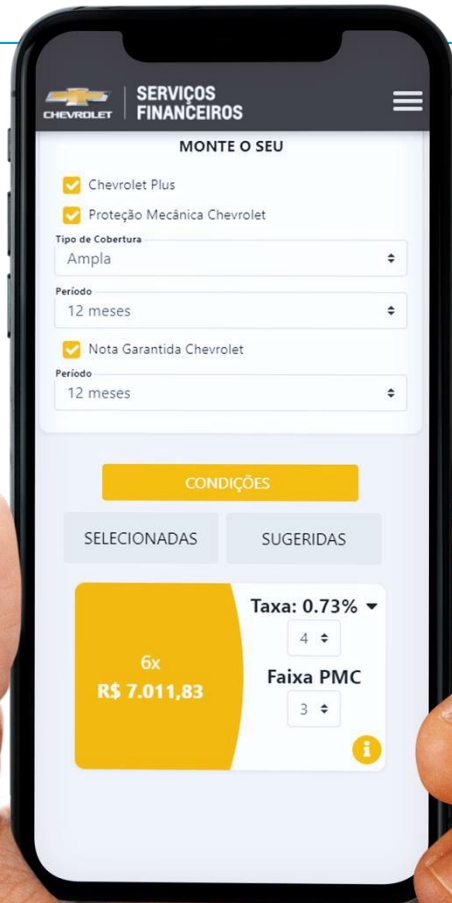 CHEVROLET
SERVIÇOS
FINANCEIROS
MONTE O SEU
Chevrolet Plus
Proteção Mecânica Chevrolet
Tipo de Cobertura
Ampla
Período
12 meses
Nota Garantida Chevrolet
Período
12 meses
CONDIÇÕES
SELECIONADAS
SUGERIDAS
6x
R$ 7.011,83
Taxa: 0.73%
4
Faixa PMC
3
i